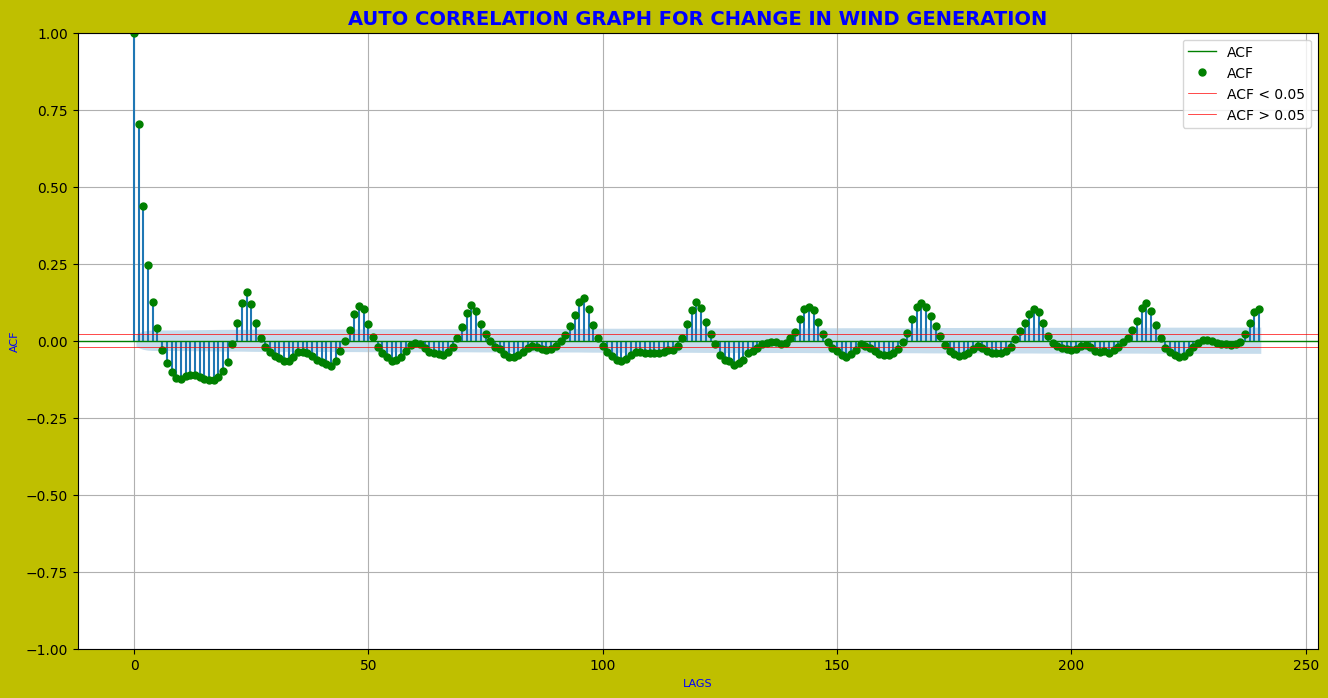 AUTO CORRELATION GRAPH FOR CHANGE IN WIND GENERATION
1.00
0.75
0.50
0.25
0.00
−0.25
−0.50
−0.75
−1.00
ACF
ACF
ACF
ACF < 0.05
ACF > 0.05
0 50 100 150 200 250
LAGS